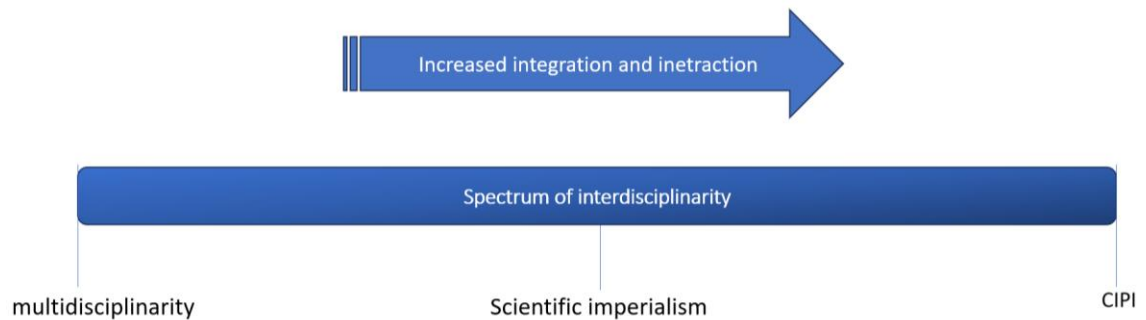 Increased integration and inetraction
Spectrum of interdisciplinarity
multidisciplinarity
Scientific imperialism
CIPI